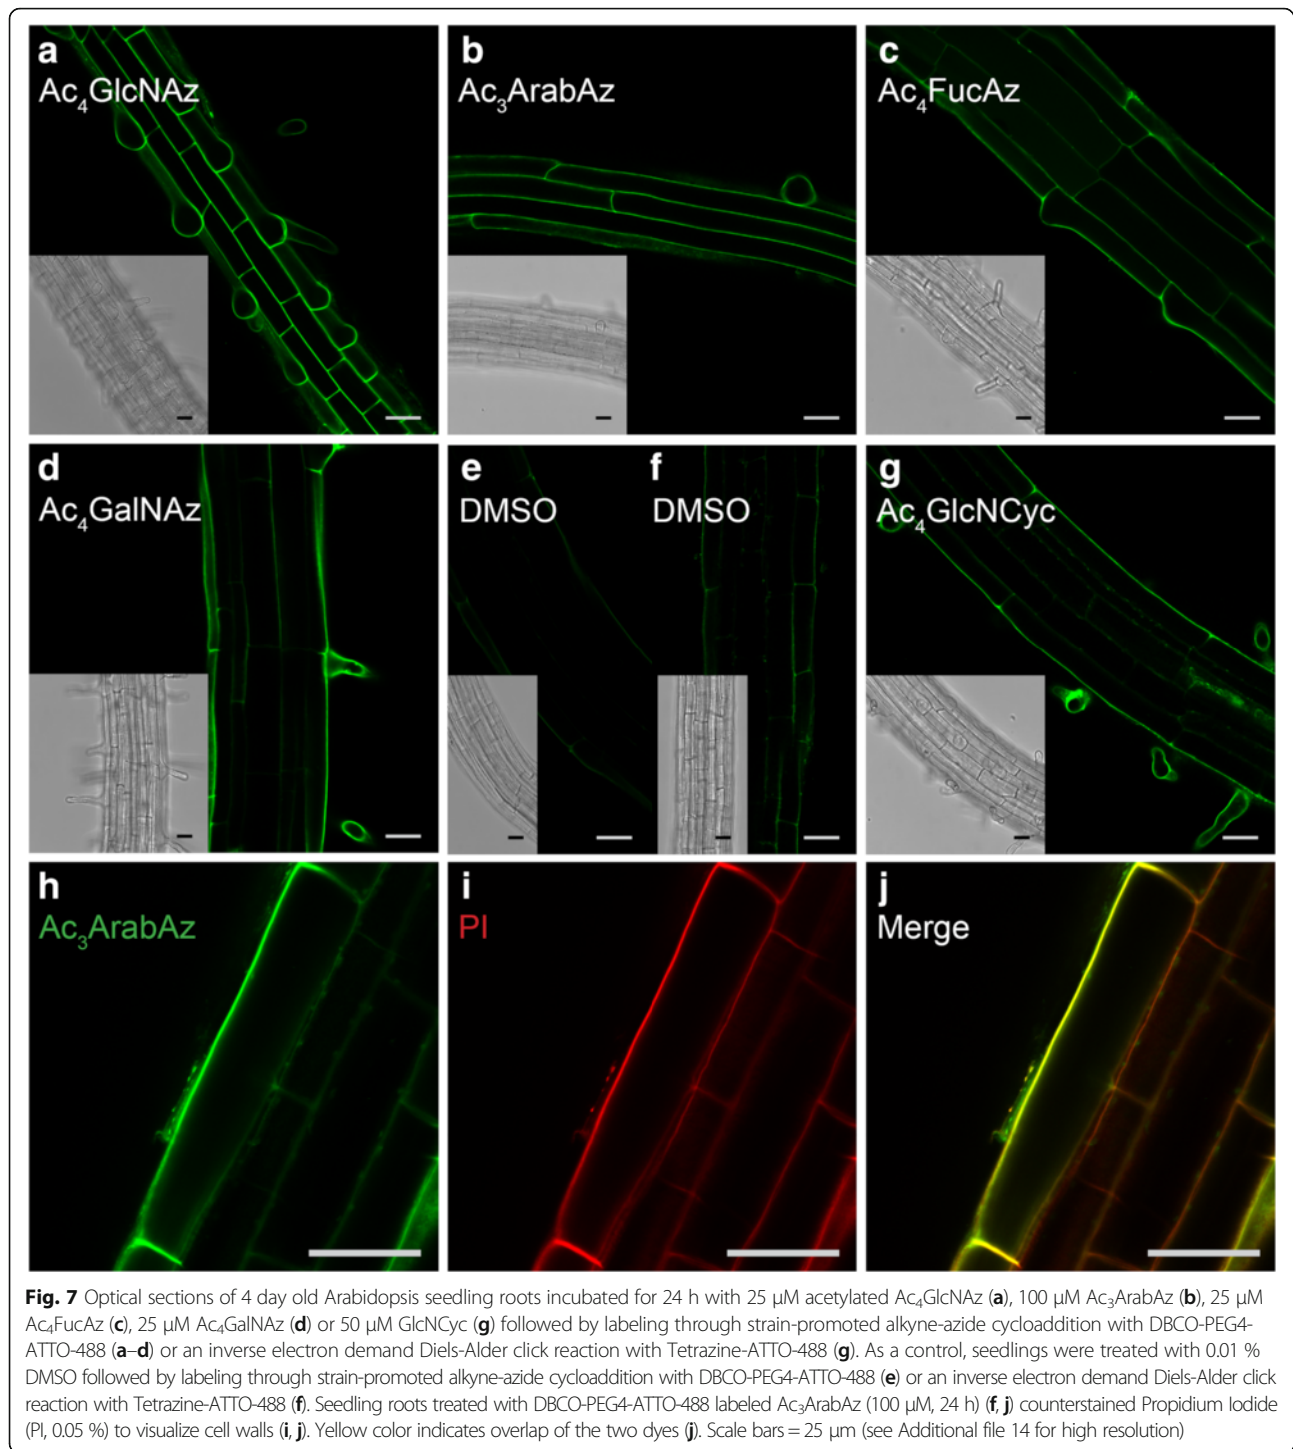 a
Ac4GlcNAz
b
Ac3ArabAz
c
Ac4FucAz
d
Ac4GalNAz
e
DMSO
f
DMSO
g
Ac4GlcNCyc
h
Ac3ArabAz
i
PI
j
Merge
Fig. 7 Optical sections of 4 day old Arabidopsis seedling roots incubated for 24 h with 25 μM acetylated Ac4GlcNAz (a), 100 μM Ac3ArabAz (b), 25 μM
Ac4FucAz (c), 25 μM Ac4GalNAz (d) or 50 μM GlcNCyc (g) followed by labeling through strain-promoted alkyne-azide cycloaddition with DBCO-PEG4-
ATTO-488 (a–d) or an inverse electron demand Diels-Alder click reaction with Tetrazine-ATTO-488 (g). As a control, seedlings were treated with 0.01 %
DMSO followed by labeling through strain-promoted alkyne-azide cycloaddition with DBCO-PEG4-ATTO-488 (e) or an inverse electron demand Diels-Alder click
reaction with Tetrazine-ATTO-488 (f). Seedling roots treated with DBCO-PEG4-ATTO-488 labeled Ac3ArabAz (100 μM, 24 h) (f, j) counterstained Propidium Iodide
(PI, 0.05 %) to visualize cell walls (i, j). Yellow color indicates overlap of the two dyes (j). Scale bars = 25 μm (see Additional file 14 for high resolution)